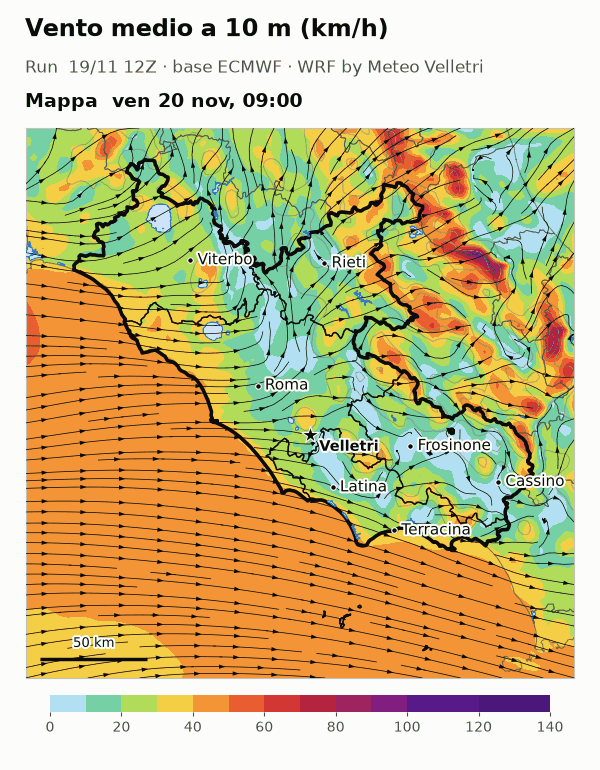 Vento medio a 10 m (km/h)
Run 19/11 12Z · base ECMWF · WRF by Meteo Velletri
Mappa ven 20 nov, 09:00
Viterbo
Rieti
Roma
Velletri
Frosinone
Latina
Cassino
Terracina
50 km
0 20 40 60 80 100 120 140